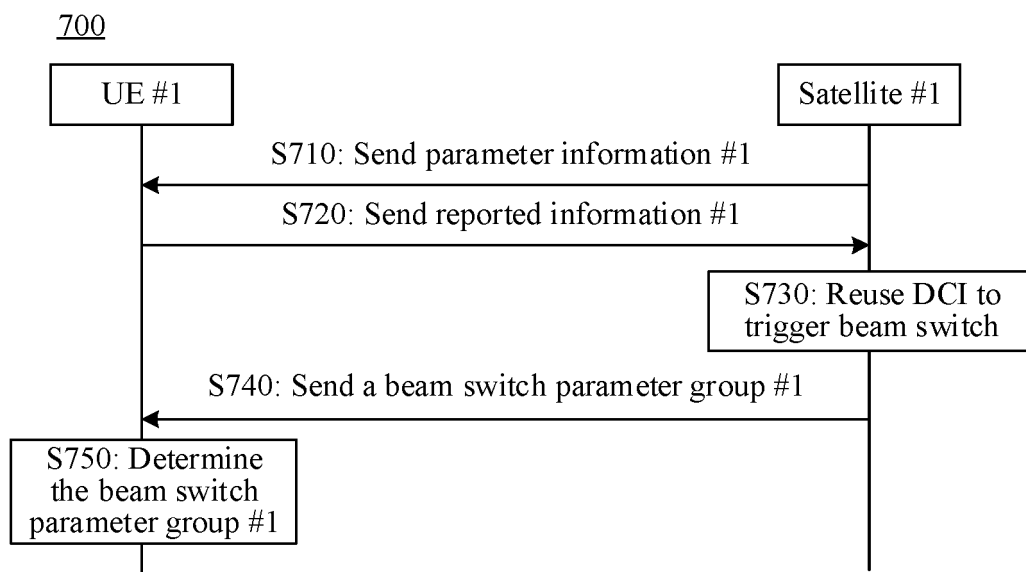 700
UE #1
Satellite #1
S710: Send parameter information #1
S720: Send reported information #1
S730: Reuse DCI to
trigger beam switch
S740: Send a beam switch parameter group #1
S750: Determine
the beam switch
parameter group #1